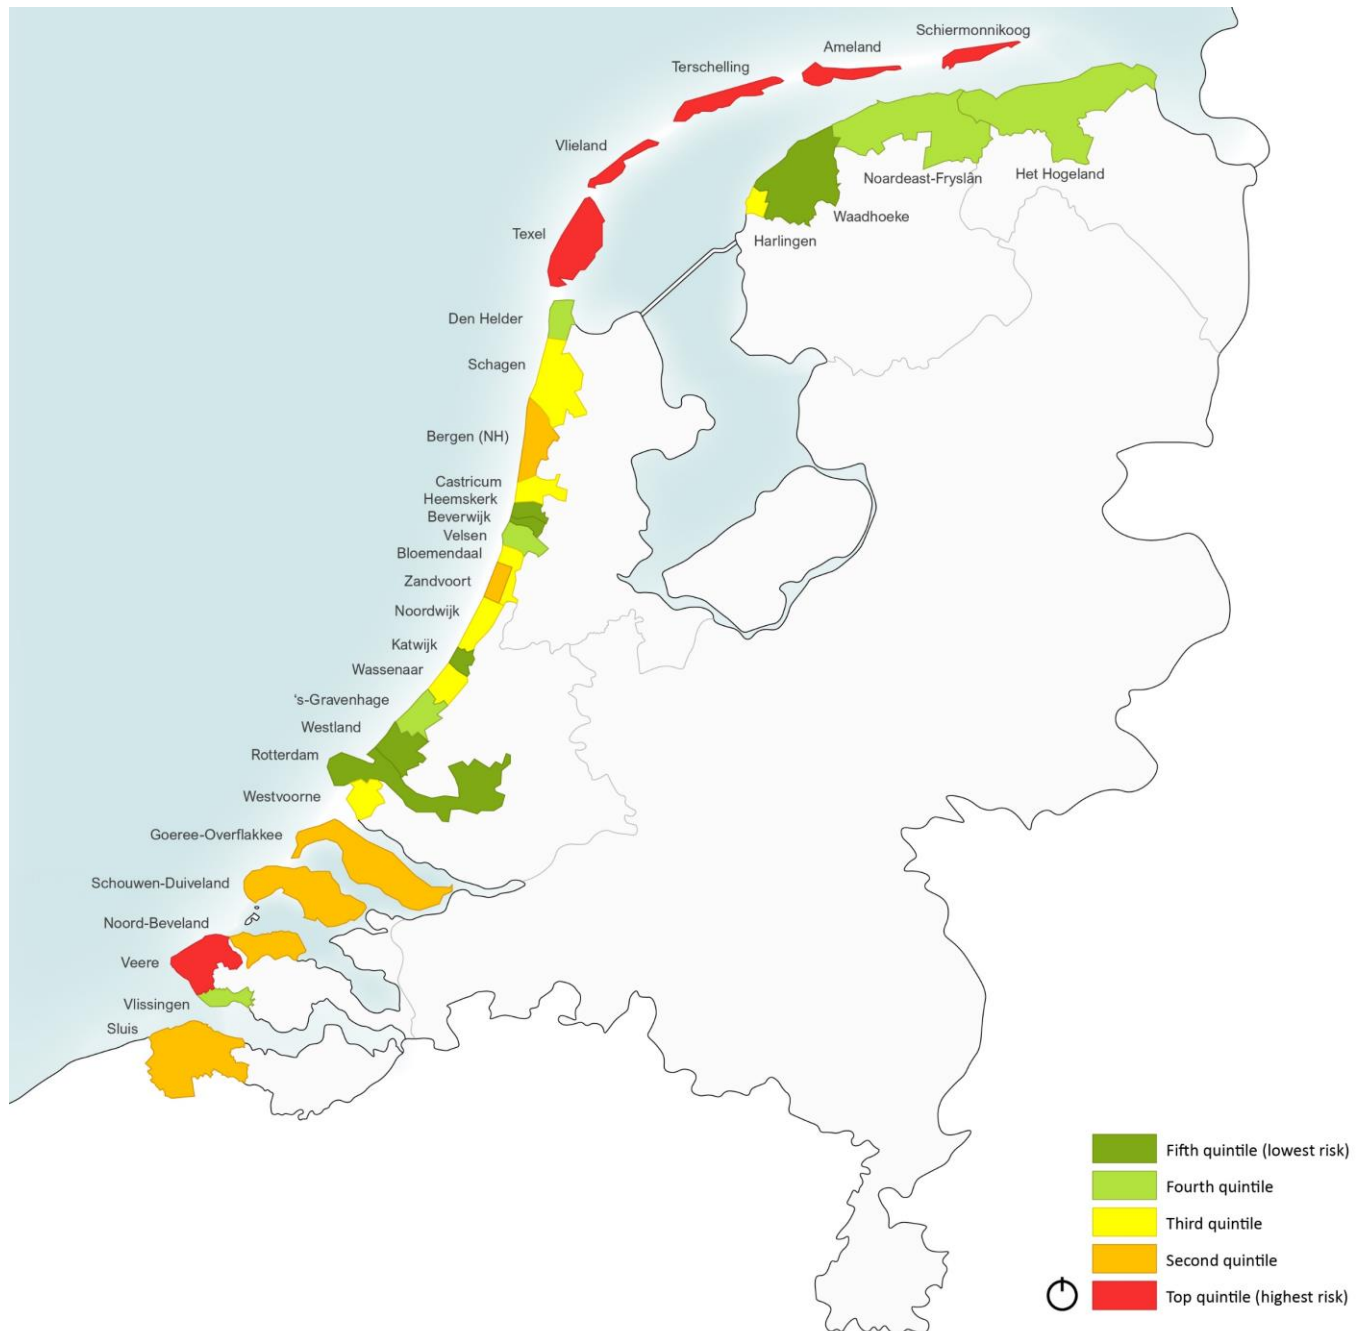 Schiermonnikoog
Ameland
Terschelling
Vlieland
Noardeast-Fryslân
Het Hogeland
Waadhoeke
Harlingen
Texel
Den Helder
Schagen
Bergen (NH)
Castricum
Heemskerk
Beverwijk
Velsen
Bloemendaal
Zandvoort
Noordwijk
Katwijk
Wassenaar
's-Gravenhage
Westland
Rotterdam
Westvoorne
Goeree-Overflakkee
Schouwen-Duiveland
Noord-Beveland
Veere
Vlissingen
Sluis
Fifth quintile (lowest risk)
Fourth quintile
Third quintile
Second quintile
Top quintile (highest risk)